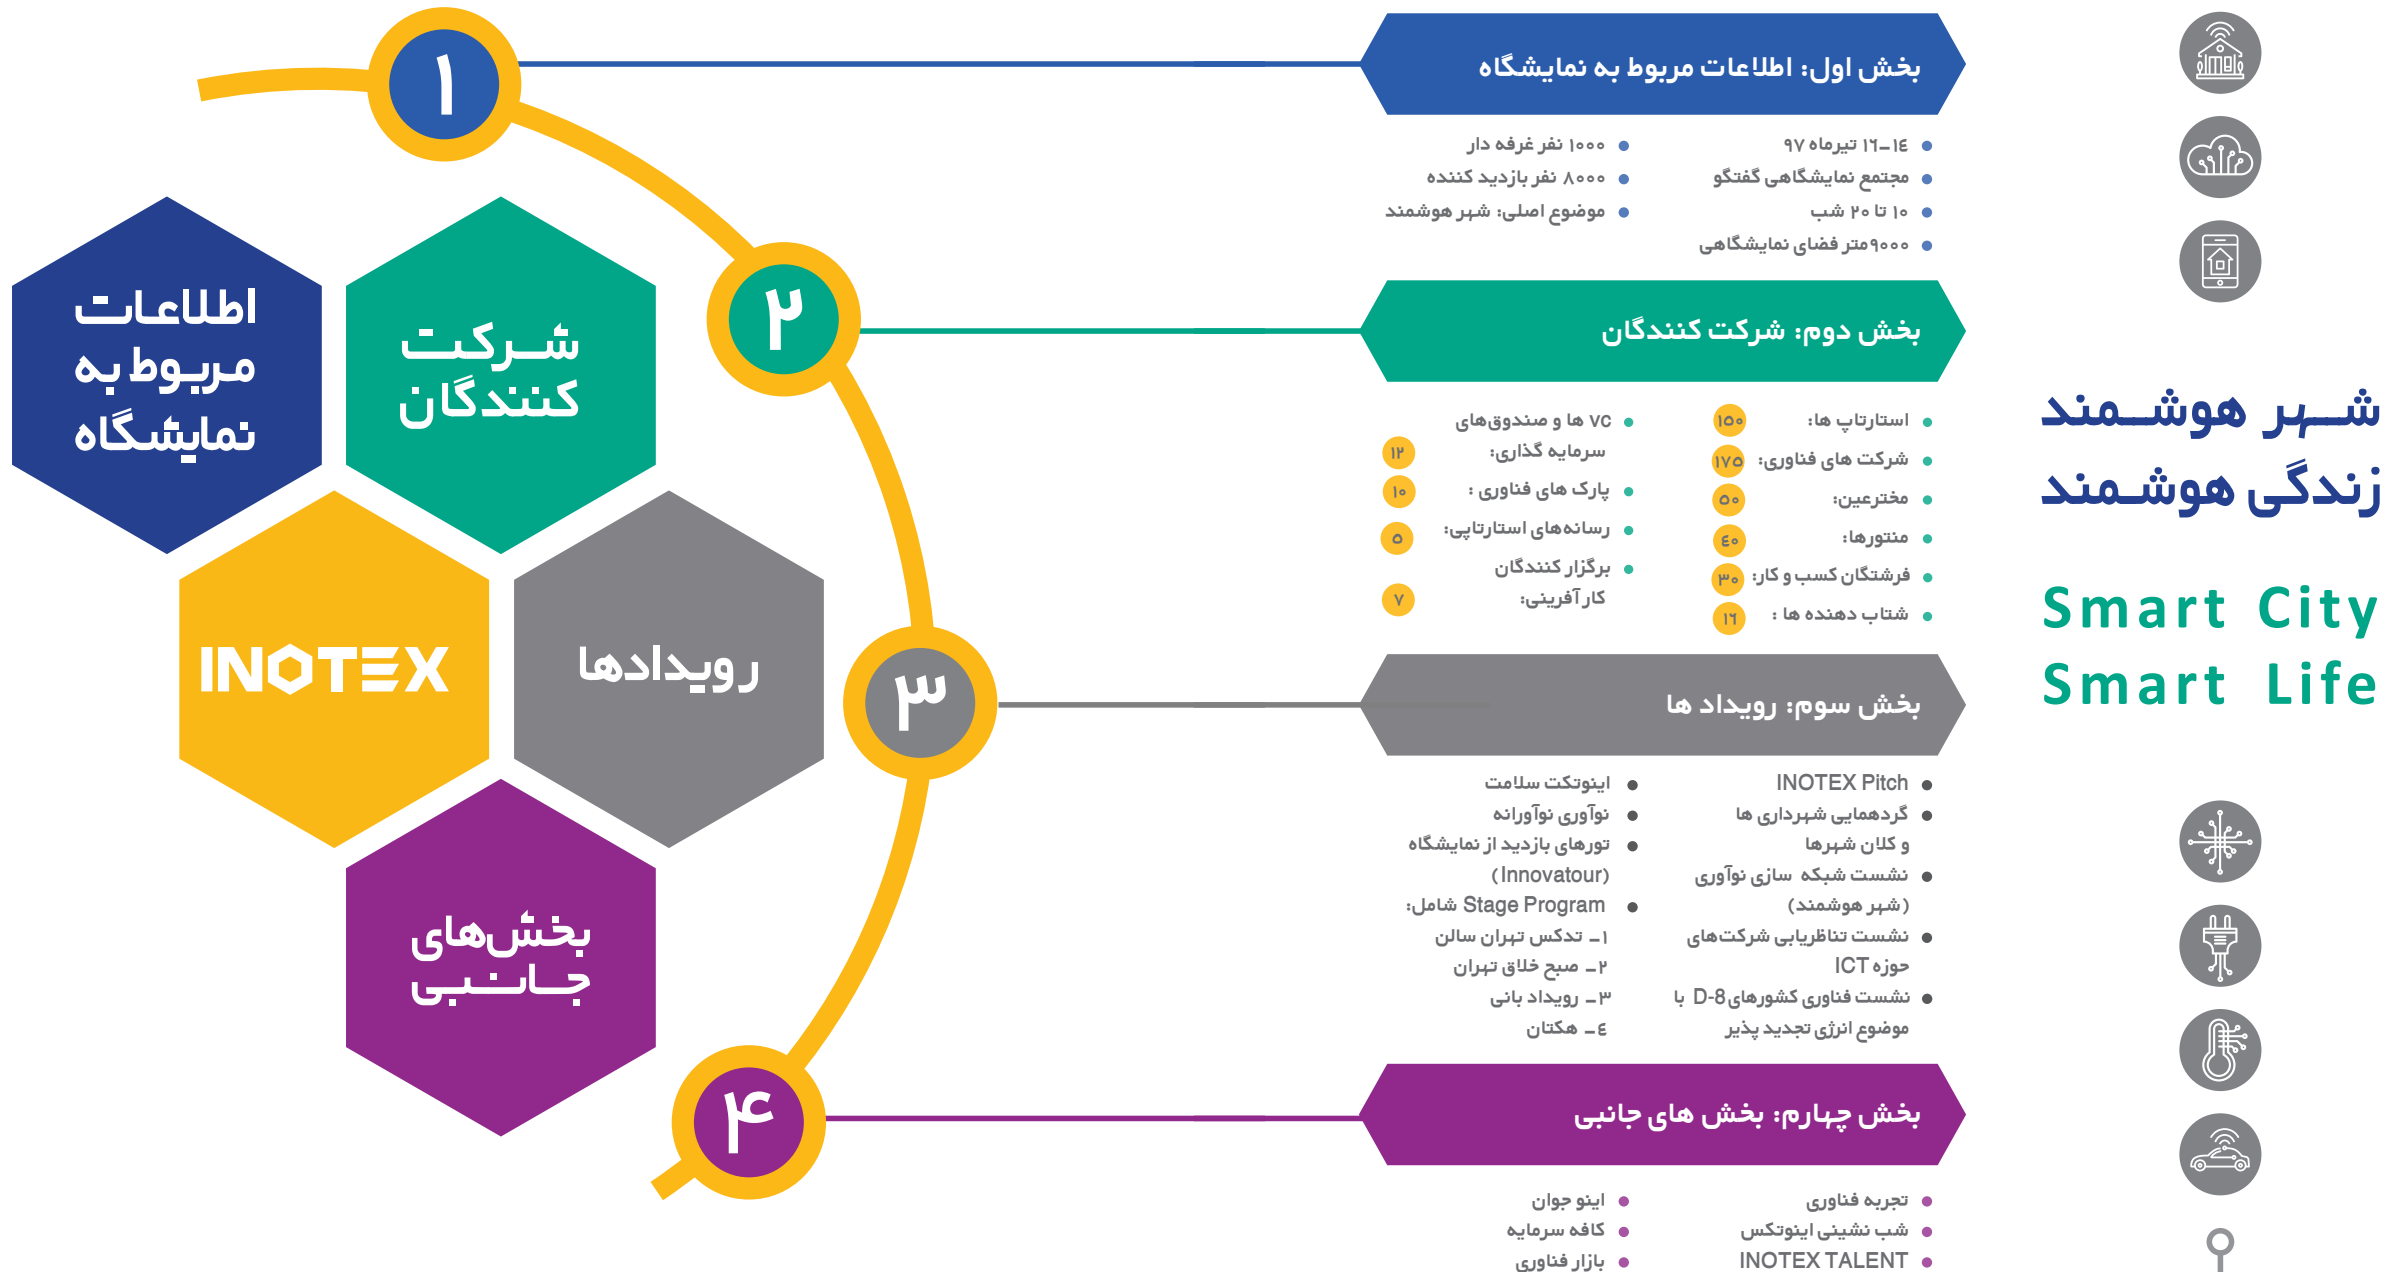 ۱
اطلاعات
مربوط به
نمایشگاه
شرکت
کنندگان
INOTEX
رویدادها
بخش‌های
جانبی
۲
۳
۴
بخش اول: اطلاعات مربوط به نمایشگاه
۱٤-۱٦ تیرماه ۹۷
مجتمع نمایشگاهی گفتگو
۱۰ تا ۲۰ شب
۹۰۰۰متر فضای نمایشگاهی
۱۰۰۰ نفر غرفه دار
۸۰۰۰ نفر بازدید کننده
موضوع اصلی: شهر هوشمند
بخش دوم: شرکت کنندگان
استارتاپ ها: ۱۵۰
شرکت های فناوری: ۱۷۵
مخترعین: ۵۰
منتورها: ٤۰
فرشتگان کسب و کار: ۳۰
شتاب دهنده ها : ۱٦
VC ها و صندوق‌های
سرمایه گذاری: ۱۲
پارک های فناوری : ۱۰
رسانه‌های استارتاپی: ۵
برگزار کنندگان
کار آفرینی: ۷
بخش سوم: رویداد ها
INOTEX Pitch
گردهمایی شهرداری ها
و کلان شهرها
نشست شبکه سازی نوآوری
(شهر هوشمند)
نشست تناظریابی شرکت‌های
حوزه ICT
نشست فناوری کشورهای D-8 با
موضوع انرژی تجدید پذیر
اینوتکت سلامت
نوآوری نوآورانه
تورهای بازدید از نمایشگاه
(Innovatour)
Stage Program شامل:
۱- تدکس تهران سالن
۲- صبح خلاق تهران
۳- رویداد بانی
٤- هکتان
بخش چهارم: بخش های جانبی
تجربه فناوری
شب نشینی اینوتکس
INOTEX TALENT
اینو جوان
کافه سرمایه
بازار فناوری
شهر هوشمند
زندگی هوشمند
Smart City
Smart Life